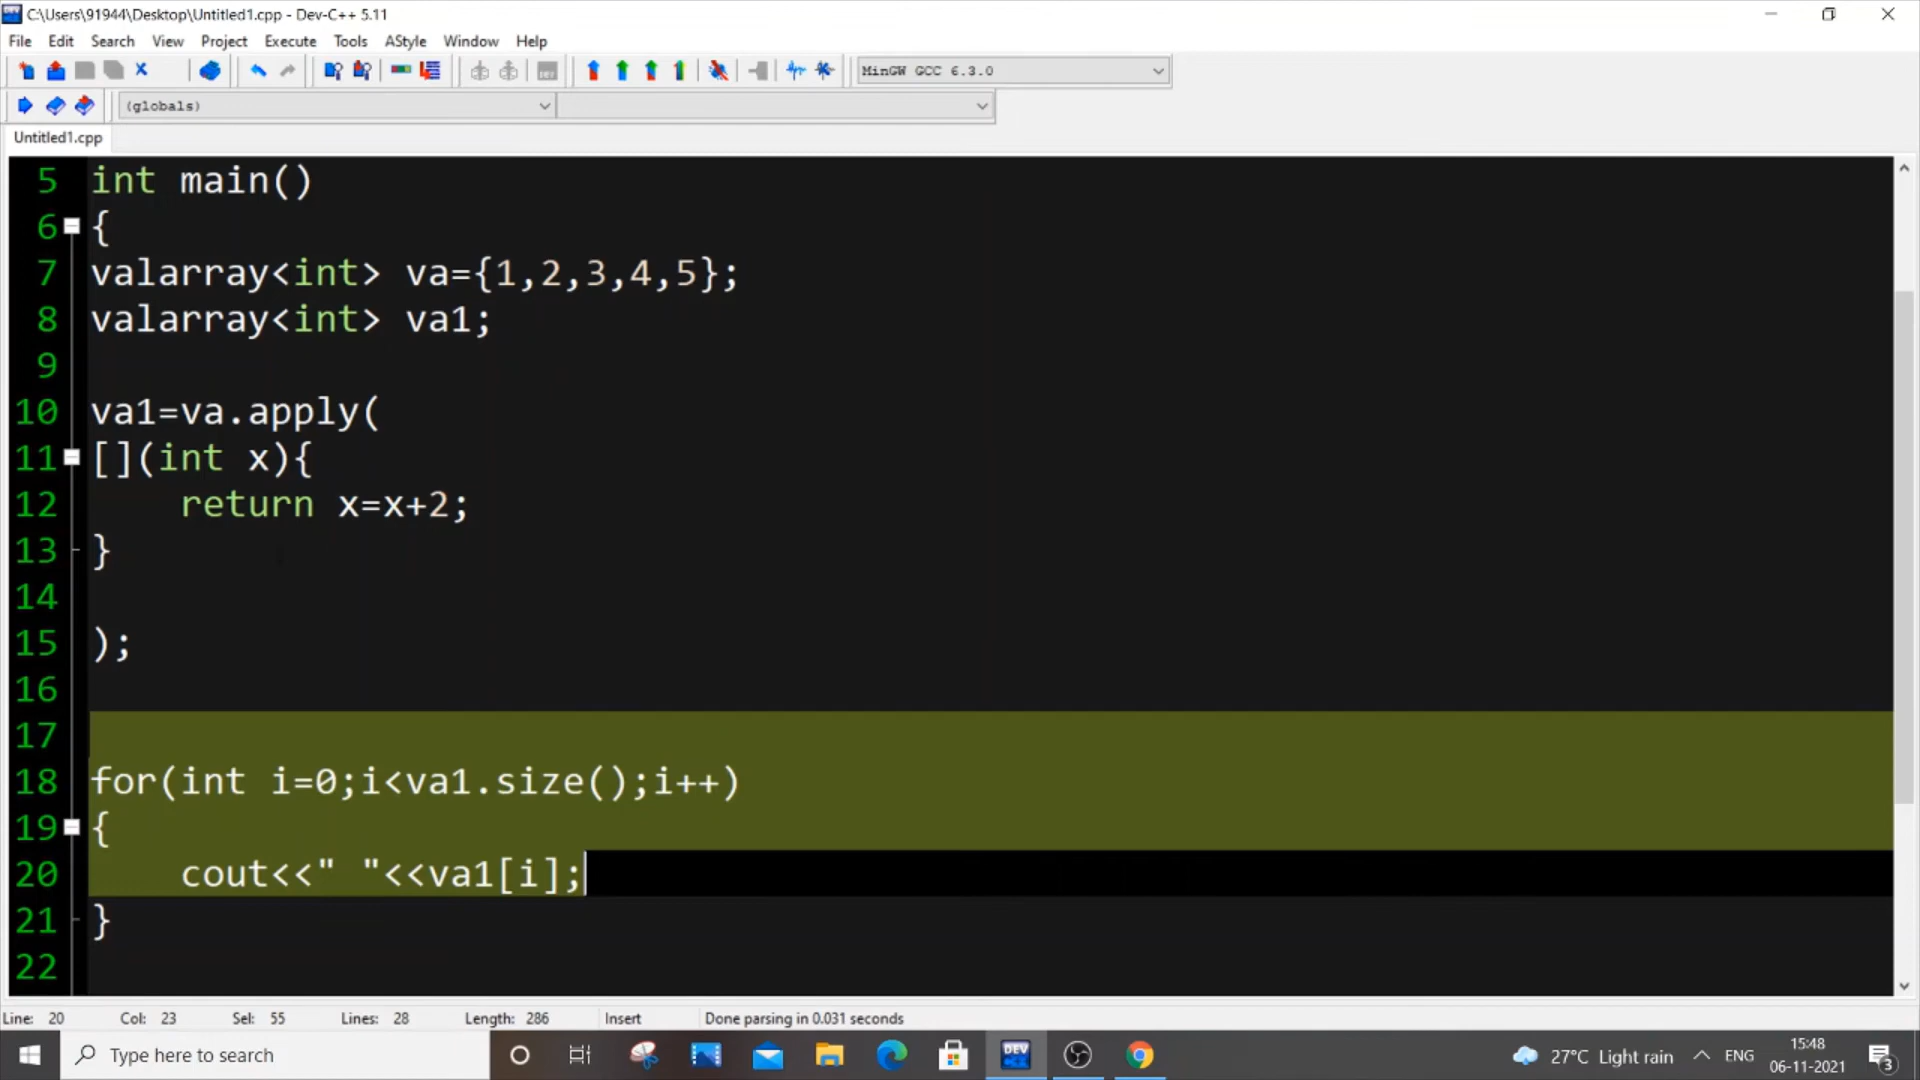 C:\Users\91944\Desktop\Untitled1.cpp - Dev-C++ 5.11
File Edit Search View Project Execute Tools AStyle Window Help
MinGW GCC 6.3.0
(globals)
Untitled1.cpp
5 int main()
6 {
7 valarray<int> va={1,2,3,4,5};
8 valarray<int> va1;
9
10 va1=va.apply(
11 [](int x){
12 return x=x+2;
13 }
14
15 );
16
17
18 for(int i=0;i<va1.size();i++)
19 {
20 cout<<" "<<va1[i];
21 }
22
Line: 20 Col: 23 Sel: 55 Lines: 28 Length: 286 Insert Done parsing in 0.031 seconds
Type here to search DEV 27°C Light rain ENG 15:48
06-11-2021 3